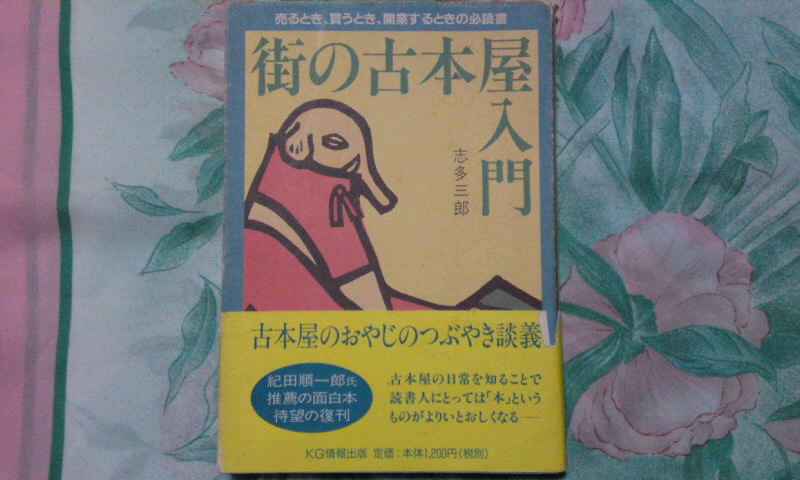 売るとき、買うとき、開業するときの必読書
街の古本屋
入門
志多三郎
古本屋のおやじのつぶやき談義
紀田順一郎氏
推薦の面白本
待望の復刊
古本屋の日常を知ることで
読書人にとっては「本」という
ものがよりいとおしくなる──
KG情報出版 定価:本体1,200円(税別)